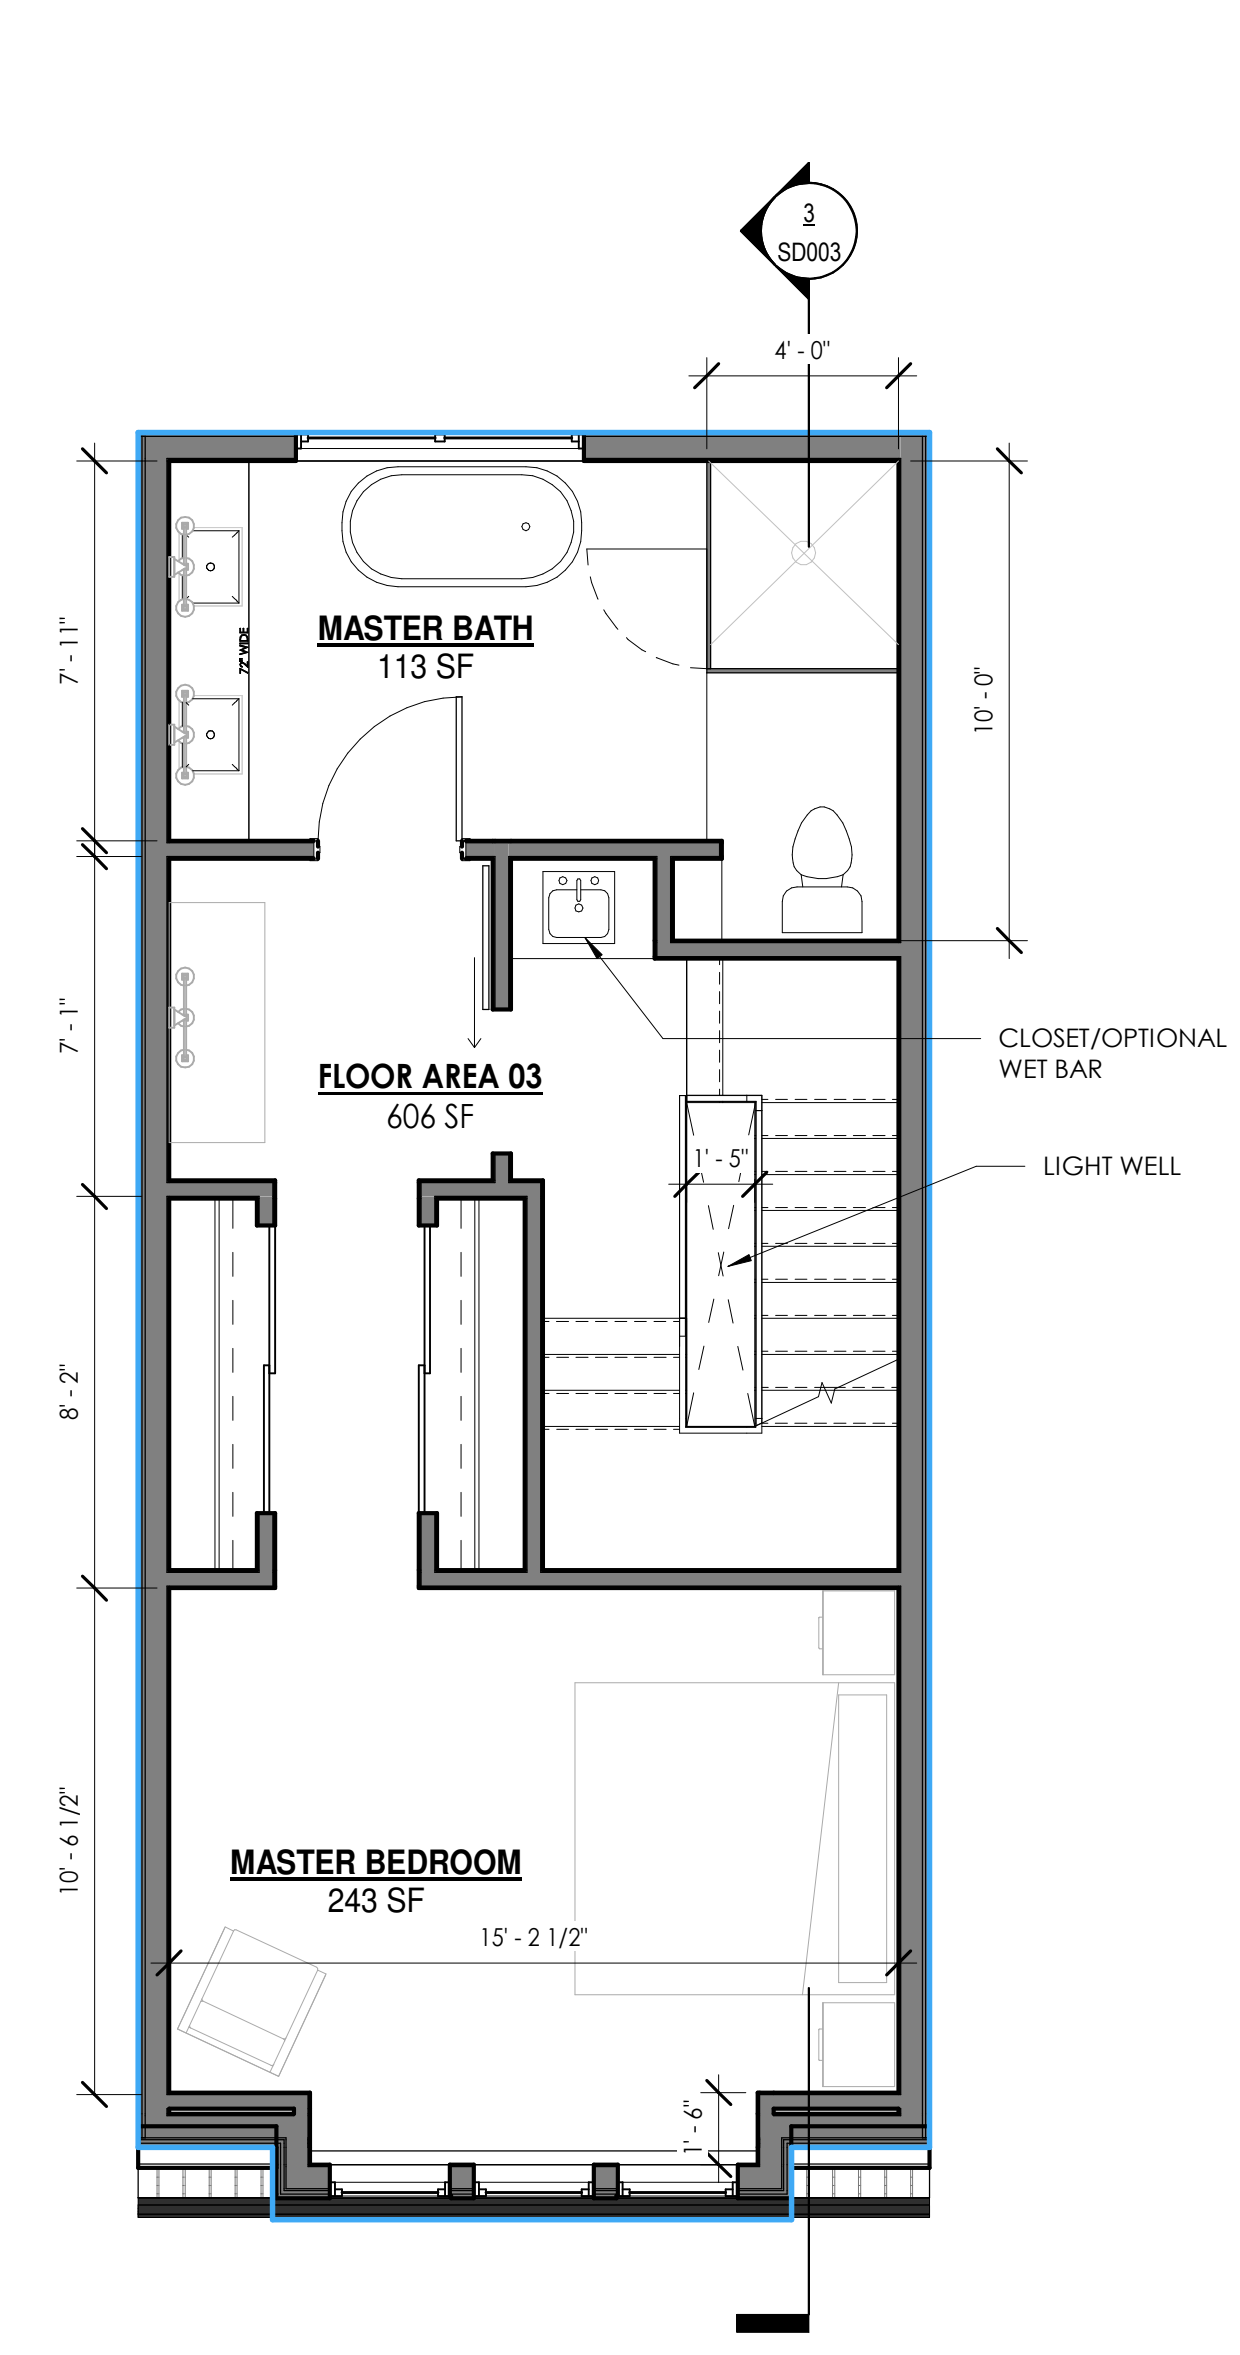 3
SD003
4' - 0"
7' - 11"
72" WIDE
MASTER BATH
113 SF
10' - 0"
7' - 1"
CLOSET/OPTIONAL
WET BAR
FLOOR AREA 03
606 SF
1' - 5"
LIGHT WELL
8' - 2"
10' - 6 1/2"
MASTER BEDROOM
243 SF
15' - 2 1/2"
1' - 6"